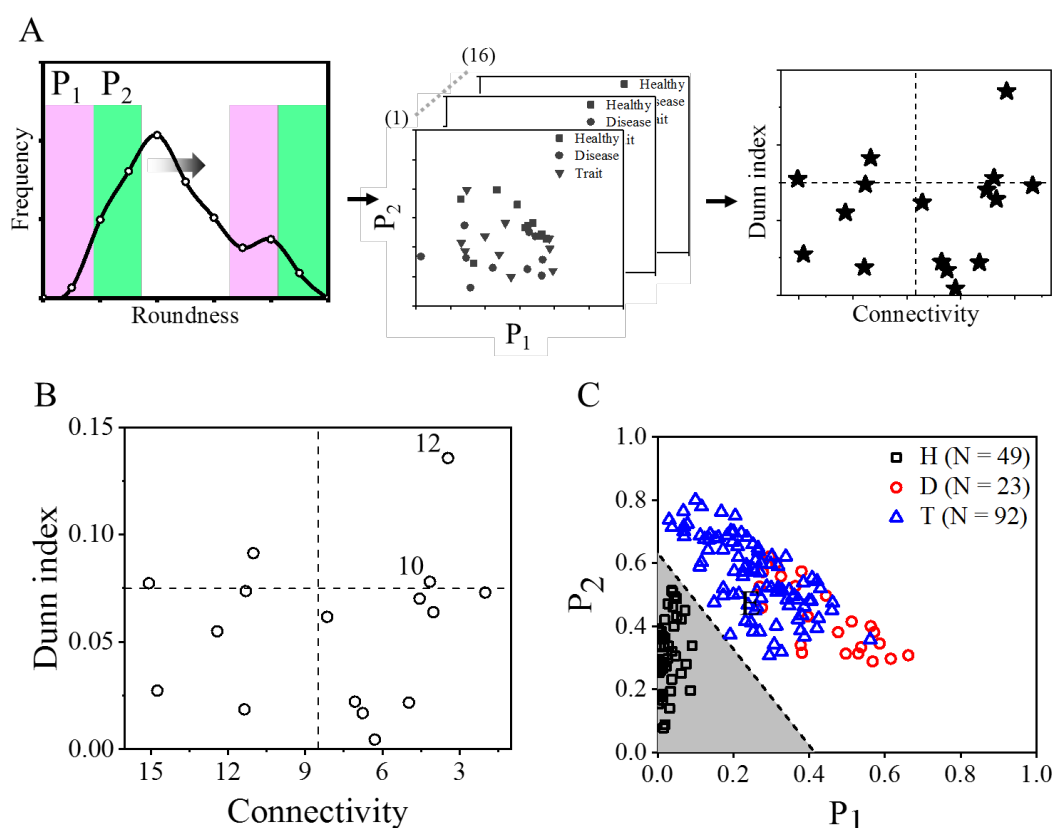 A
P1 P2
Frequency
Roundness
(16)
(1)
Healthy
Disease
Trait
Healthy
Disease
it
Healthy
isease
ait
P2
P1
Dunn index
Connectivity
B
0.15
0.10
0.05
0.00
12
10
15 12 9 6 3
Dunn index
Connectivity
C
1.0
0.8
0.6
0.4
0.2
0.0
H (N = 49)
D (N = 23)
T (N = 92)
0.0 0.2 0.4 0.6 0.8 1.0
P2
P1